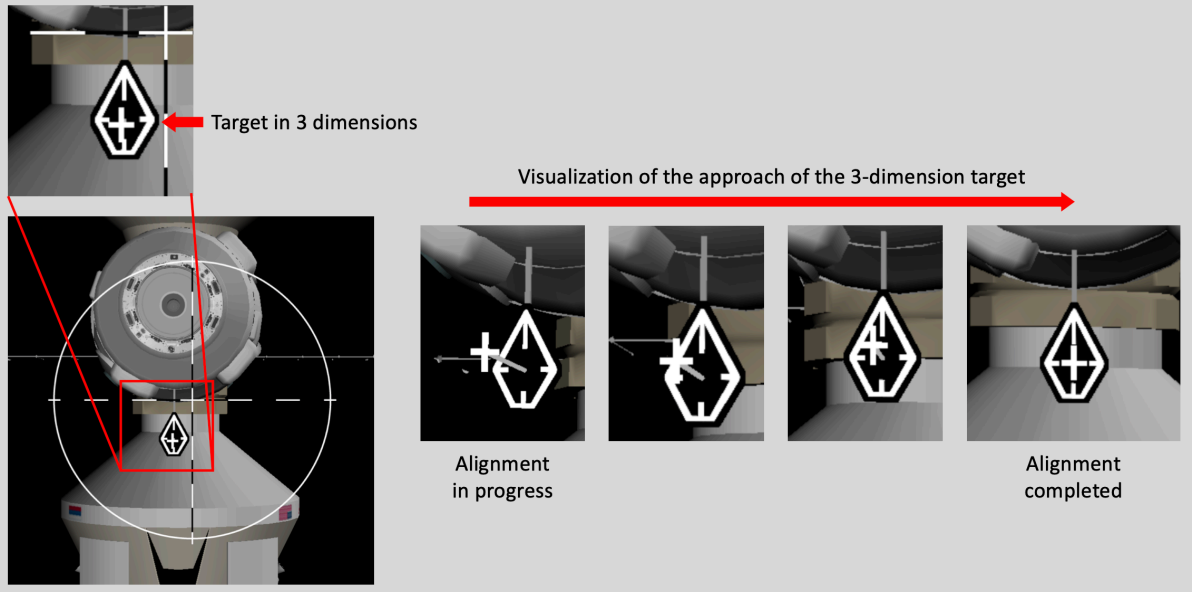 Target in 3 dimensions
Visualization of the approach of the 3-dimension target
Alignment
in progress
Alignment
completed